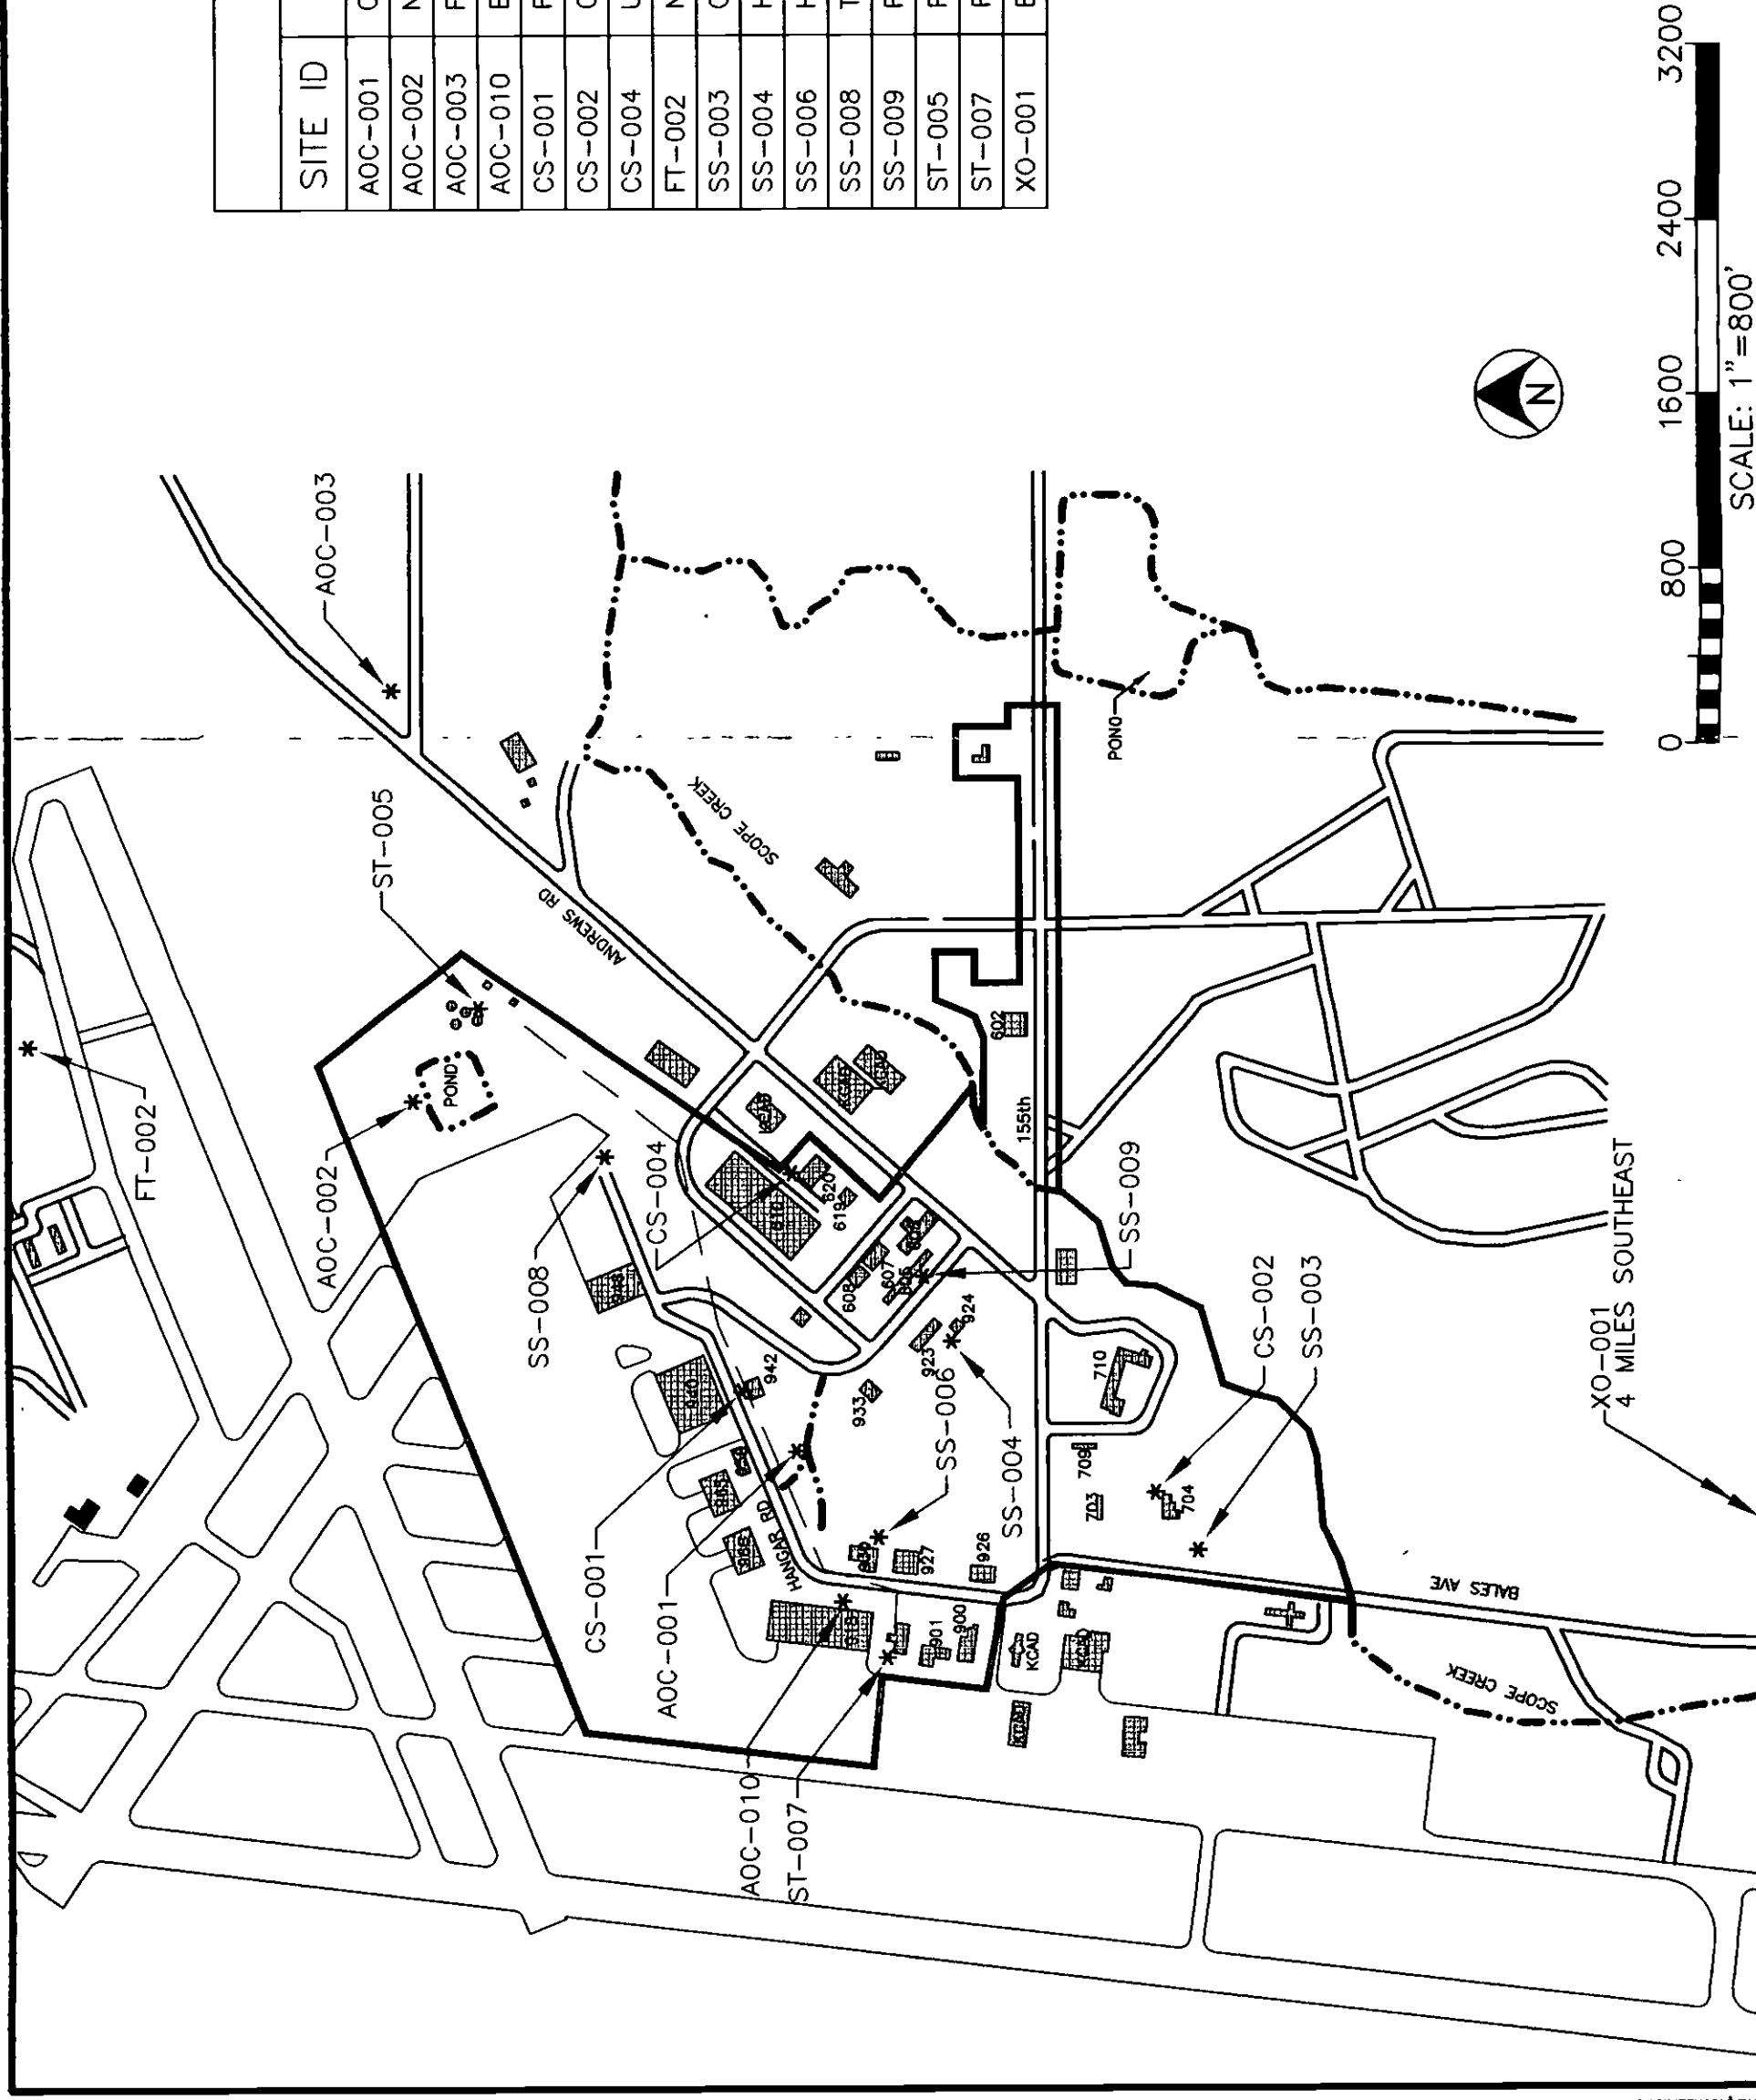 SITE ID
AOC-001 O
AOC-002 N
AOC-003 F
AOC-010
CS-001
CS-002
CS-004
FT-002 N
SS-003
SS-004 H
SS-006 H
SS-008 T
SS-009
ST-005
ST-007
XO-001
FT-002
AOC-003
ST-005
AOC-002
POND
SS-008
CS-004
ANDREWS RD
SCOPE CREEK
CS-001
AOC-001
HANGAR RD
942
933
620
619
608
607
923
924
SS-009
SS-006
SS-004
AOC-010
ST-007
927
926
901
900
KCAD
KCAD
KCAD
602
155th
POND
710
709
703
704
CS-002
SS-003
BALES AVE
SCOPE CREEK
XO-001
4 MILES SOUTHEAST
N
0 800 1600 2400 3200
SCALE: 1"=800'